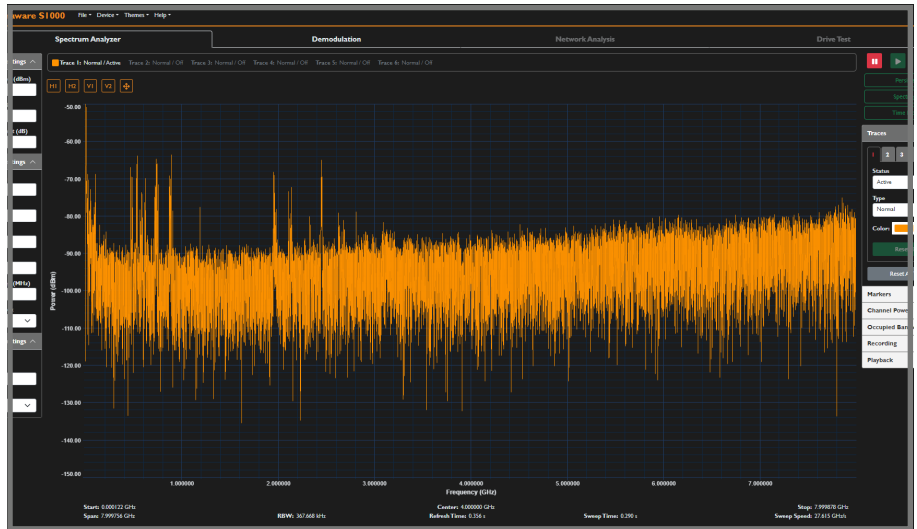 ware S1000 File Device Themes Help
Spectrum Analyzer Demodulation Network Analysis Drive Test
Trace 1: Normal / Active Trace 2: Normal / Off Trace 3: Normal / Off Trace 4: Normal / Off Trace 5: Normal / Off Trace 6: Normal / Off
H1 H2 V1 V2
(dBm)
(dB)
(MHz)
Traces
1 2 3
Status
Active
Type
Normal
Color:
Markers
Channel Powe
Occupied Ban
Recording
Playback
Power (dBm)
-50.00
-60.00
-70.00
-80.00
-90.00
-100.00
-110.00
-120.00
-130.00
-140.00
-150.00
1.000000 2.000000 3.000000 4.000000 5.000000 6.000000 7.000000
Frequency (GHz)
Start: 0.000122 GHz Center: 4.000000 GHz Stop: 7.999878 GHz
Span: 7.999756 GHz RBW: 367.668 kHz Refresh Time: 0.356 s Sweep Time: 0.290 s Sweep Speed: 27.615 GHz/s